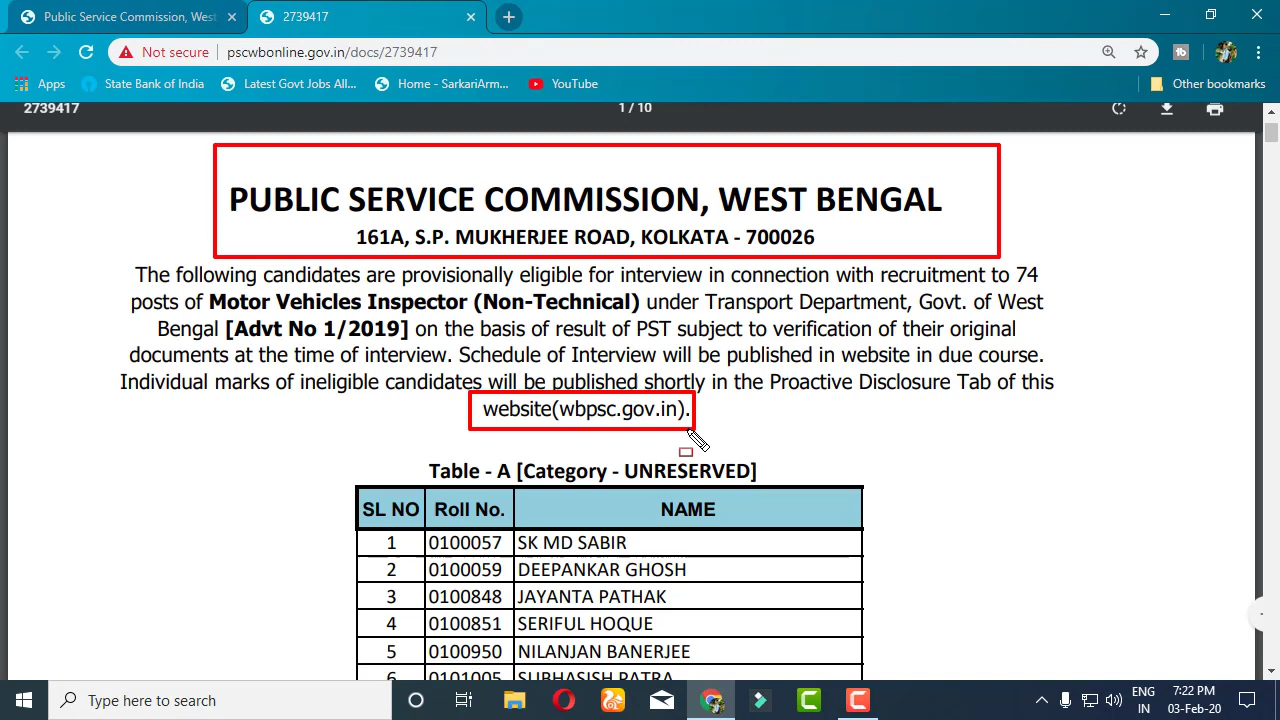 Public Service Commission, West
2739417
Not secure
pscwbonline.gov.in/docs/2739417
Apps
State Bank of India
Latest Govt Jobs All...
Home - SarkariArm...
YouTube
Other bookmarks
2739417
1 / 10
PUBLIC SERVICE COMMISSION, WEST BENGAL
161A, S.P. MUKHERJEE ROAD, KOLKATA - 700026
The following candidates are provisionally eligible for interview in connection with recruitment to 74
posts of Motor Vehicles Inspector (Non-Technical) under Transport Department, Govt. of West
Bengal [Advt No 1/2019] on the basis of result of PST subject to verification of their original
documents at the time of interview. Schedule of Interview will be published in website in due course.
Individual marks of ineligible candidates will be published shortly in the Proactive Disclosure Tab of this
website(wbpsc.gov.in).
Table - A [Category - UNRESERVED]
SL NO Roll No. NAME
1 0100057 SK MD SABIR
2 0100059 DEEPANKAR GHOSH
3 0100848 JAYANTA PATHAK
4 0100851 SERIFUL HOQUE
5 0100950 NILANJAN BANERJEE
6 0101005 SUBHASISH PATRA
Type here to search
ENG
IN
7:22 PM
03-Feb-20